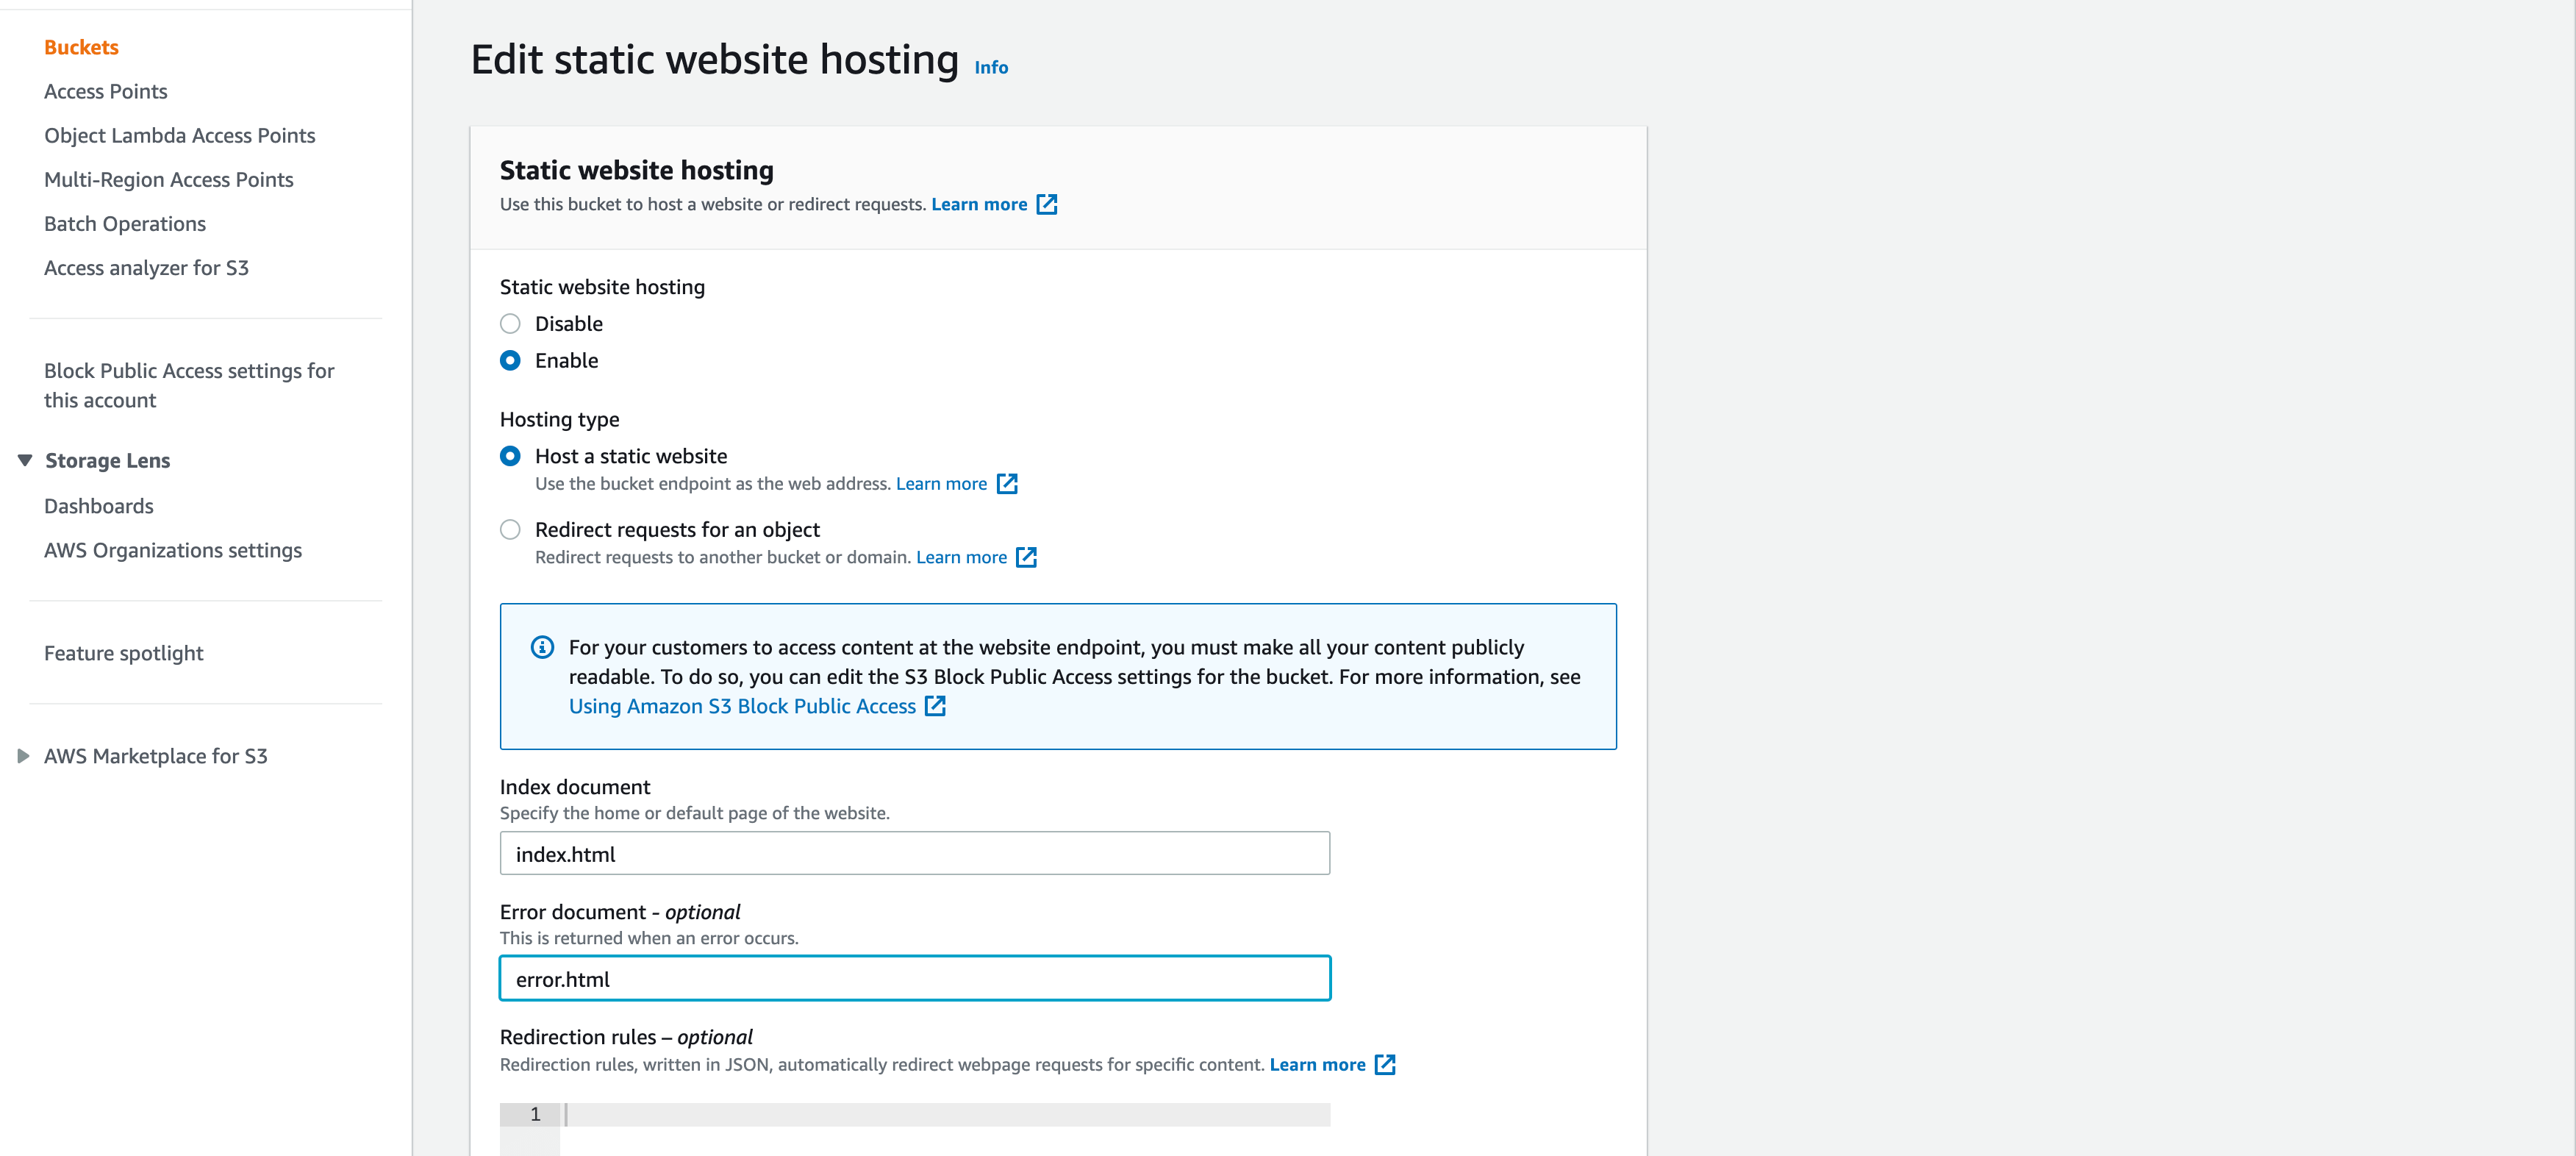 Buckets
Access Points
Object Lambda Access Points
Multi-Region Access Points
Batch Operations
Access analyzer for S3
Block Public Access settings for
this account
Storage Lens
Dashboards
AWS Organizations settings
Feature spotlight
AWS Marketplace for S3
Edit static website hosting Info
Static website hosting
Use this bucket to host a website or redirect requests. Learn more
Static website hosting
Disable
Enable
Hosting type
Host a static website
Use the bucket endpoint as the web address. Learn more
Redirect requests for an object
Redirect requests to another bucket or domain. Learn more
For your customers to access content at the website endpoint, you must make all your content publicly
readable. To do so, you can edit the S3 Block Public Access settings for the bucket. For more information, see
Using Amazon S3 Block Public Access
Index document
Specify the home or default page of the website.
index.html
Error document - optional
This is returned when an error occurs.
error.html
Redirection rules – optional
Redirection rules, written in JSON, automatically redirect webpage requests for specific content. Learn more
1